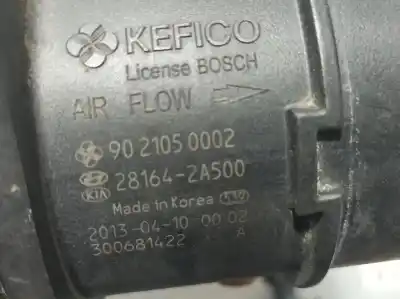 KEFICO
License BOSCH
AIR FLOW
90 2105 0002
28164-2A500
KIA
Made in Korea
2013-04-10 00 02
300681422 A